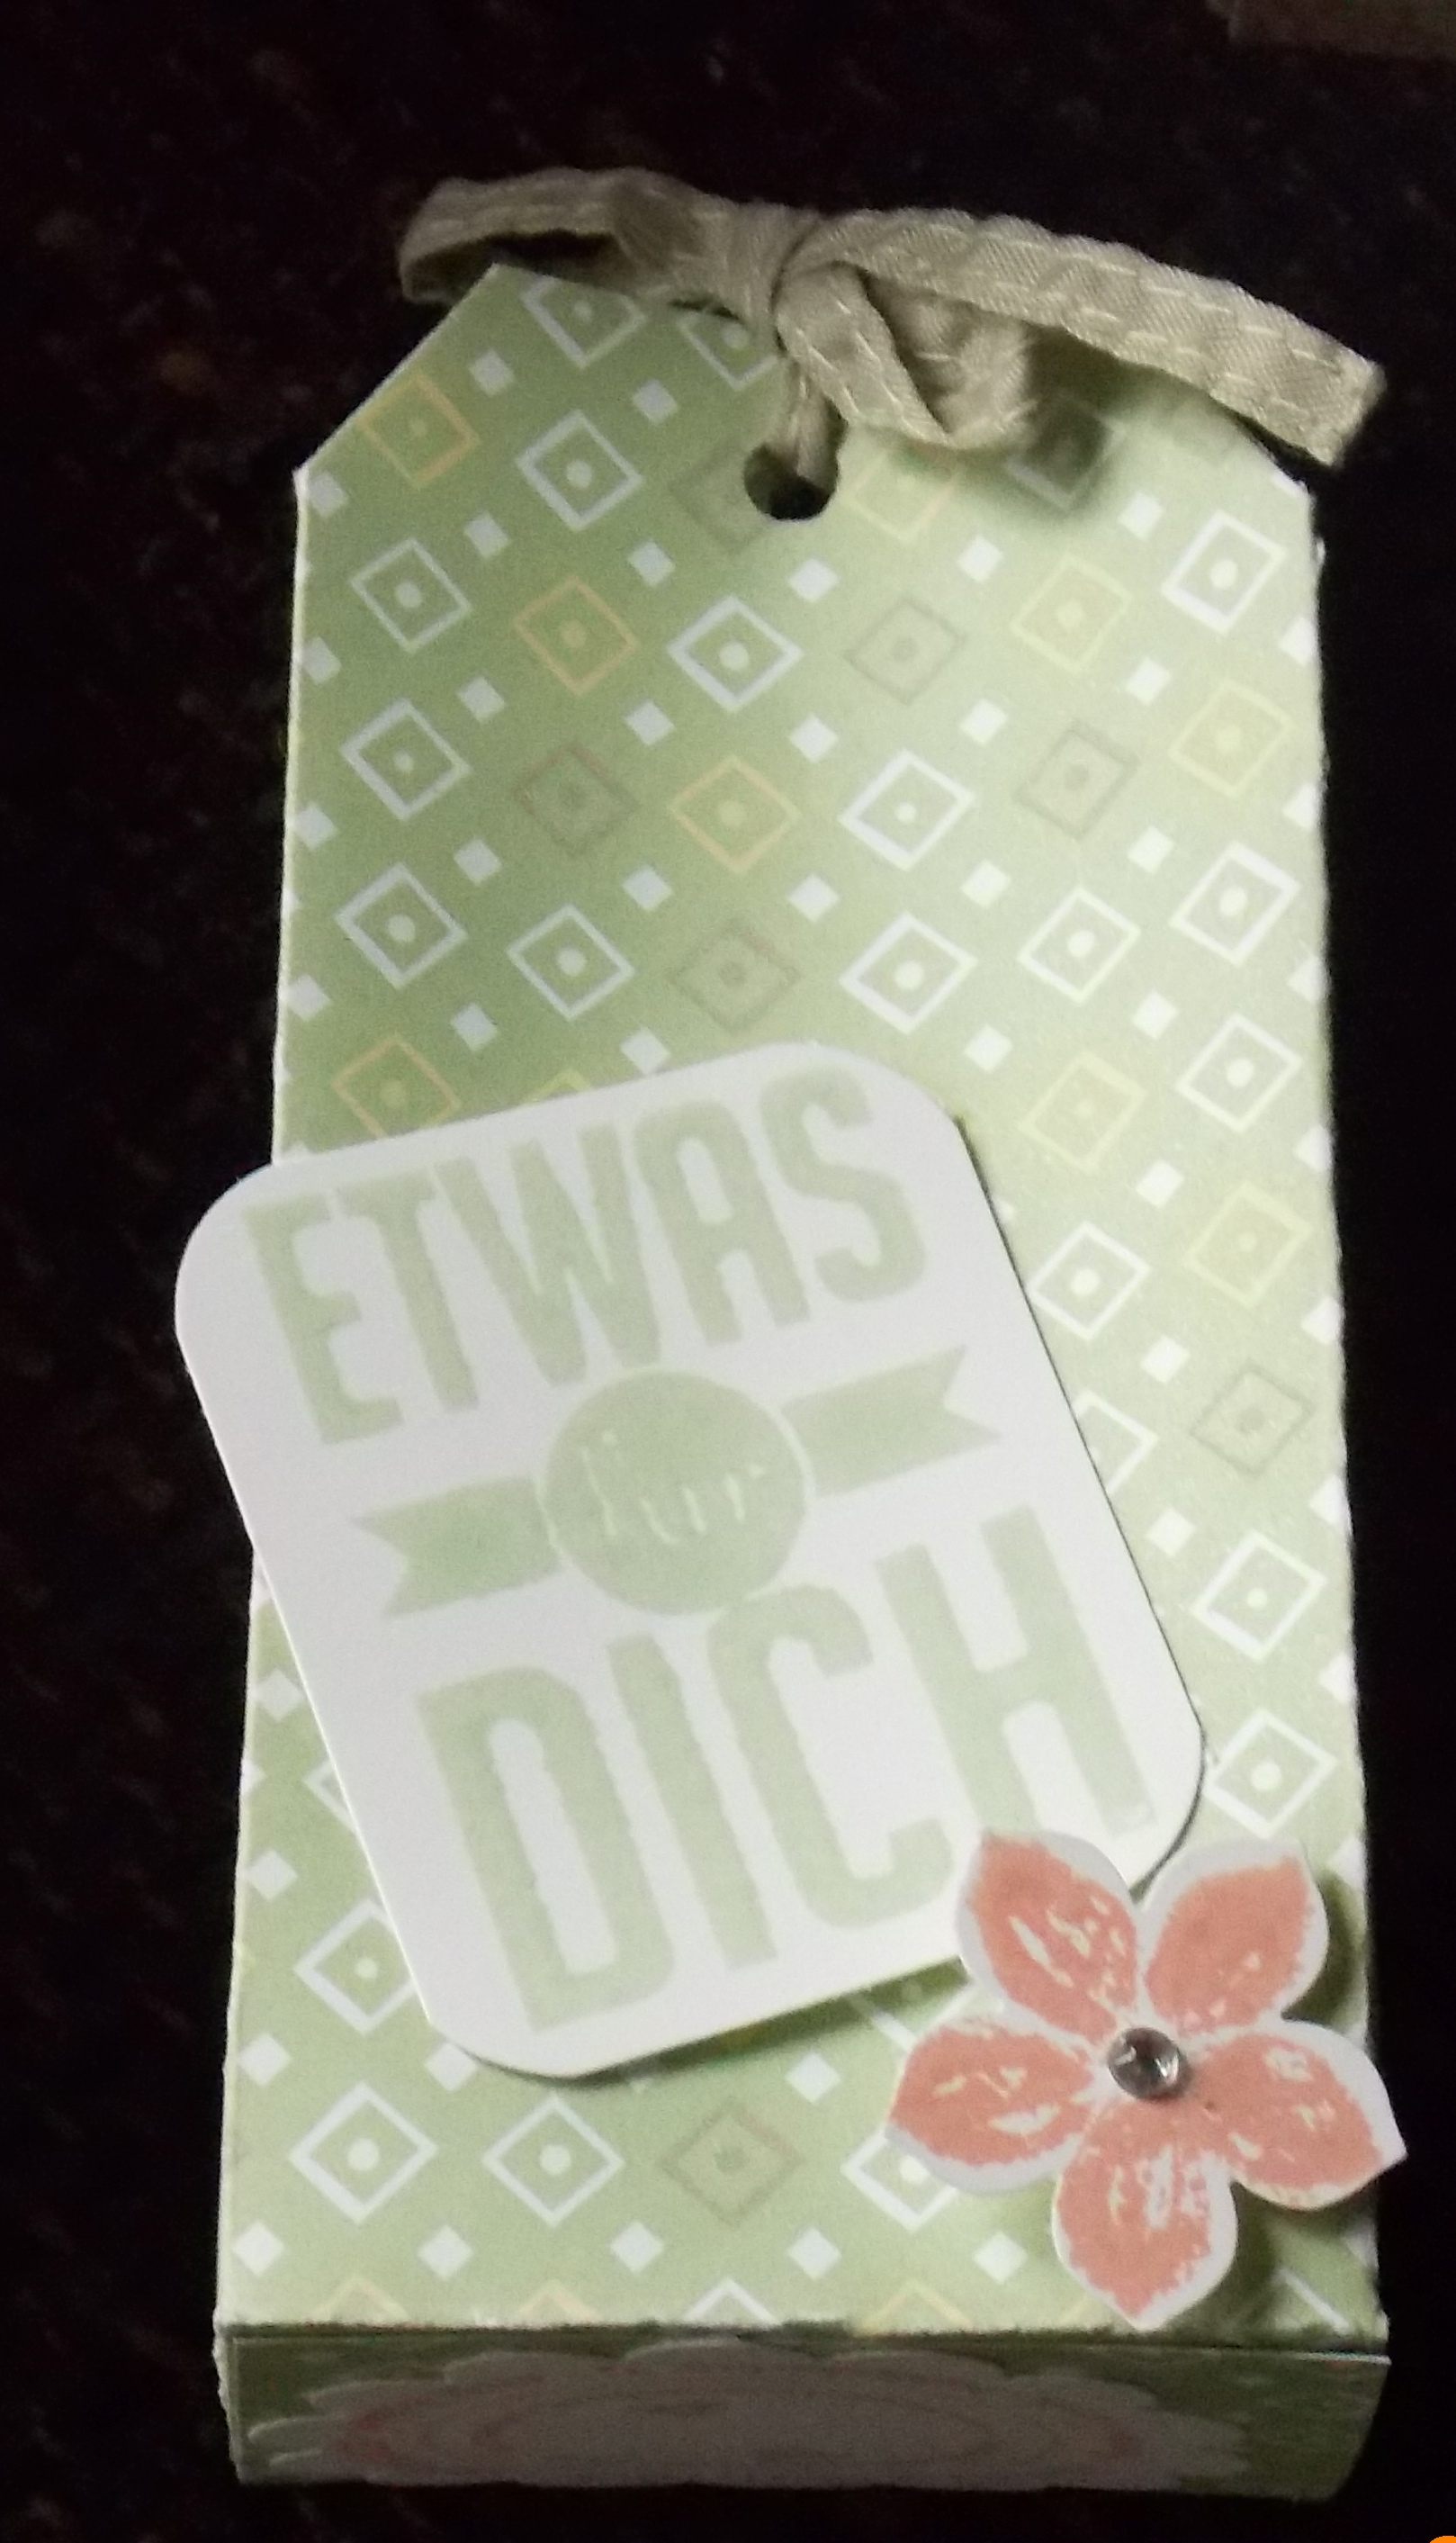 ETWAS
für
DICH